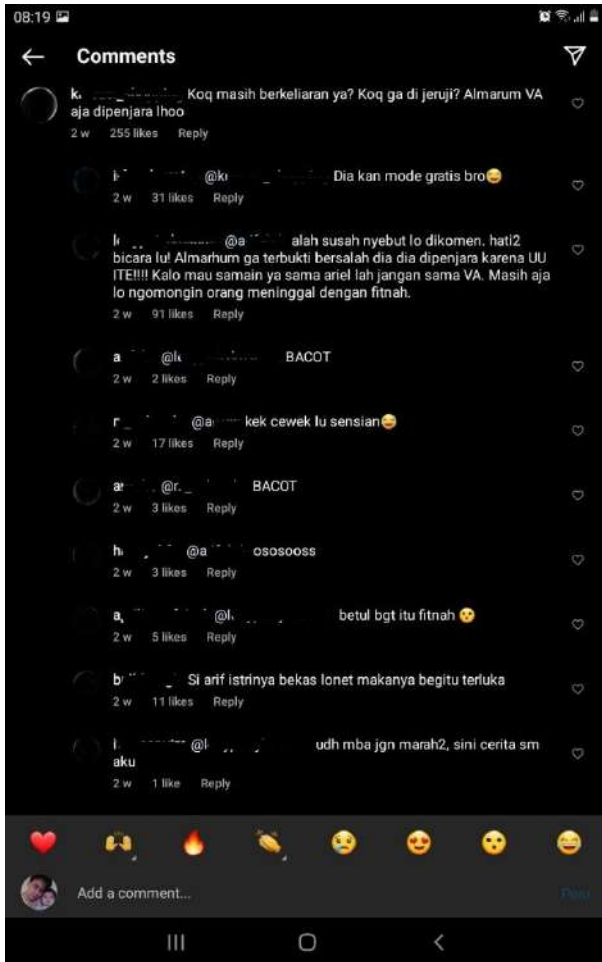 08:19
Comments
Koq masih berkeliaran ya? Koq ga di jeruji? Almarum VA
aja dipenjara lhoo
2 w 255 likes Reply
Dia kan mode gratis bro😅
2 w 31 likes Reply
alah susah nyebut lo dikomen. hati2
bicara lu! Almarhum ga terbukti bersalah dia dia dipenjara karena UU
ITE!!!! Kalo mau samain ya sama ariel lah jangan sama VA. Masih aja
lo ngomongin orang meninggal dengan fitnah.
2 w 91 likes Reply
BACOT
2 w 2 likes Reply
kek cewek lu sensian😅
2 w 17 likes Reply
BACOT
2 w 3 likes Reply
ososooss
2 w 3 likes Reply
betul bgt itu fitnah 😯
2 w 5 likes Reply
Si arif istrinya bekas lonet makanya begitu terluka
2 w 11 likes Reply
udh mba jgn marah2, sini cerita sm
aku
2 w 1 like Reply
Add a comment...
Post